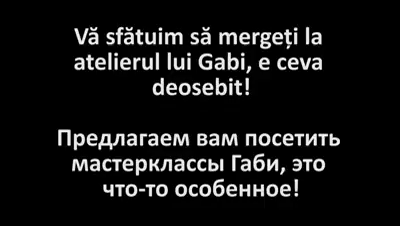 Vă sfătuim să mergeți la
atelierul lui Gabi, e ceva
deosebit!
Предлагаем вам посетить
мастерклассы Габи, это
что-то особенное!